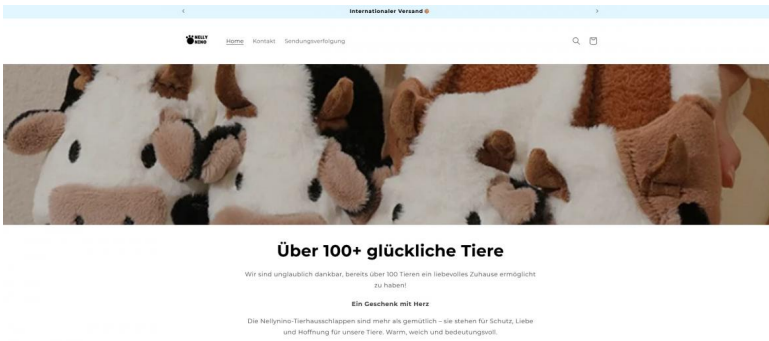 Internationaler Versand
NELLY
NINO
Home Kontakt Sendungsverfolgung
Über 100+ glückliche Tiere
Wir sind unglaublich dankbar, bereits über 100 Tieren ein liebevolles Zuhause ermöglicht
zu haben!
Ein Geschenk mit Herz
Die Nellynino-Tierhausschlappen sind mehr als gemütlich – sie stehen für Schutz, Liebe
und Hoffnung für unsere Tiere. Warm, weich und bedeutungsvoll.